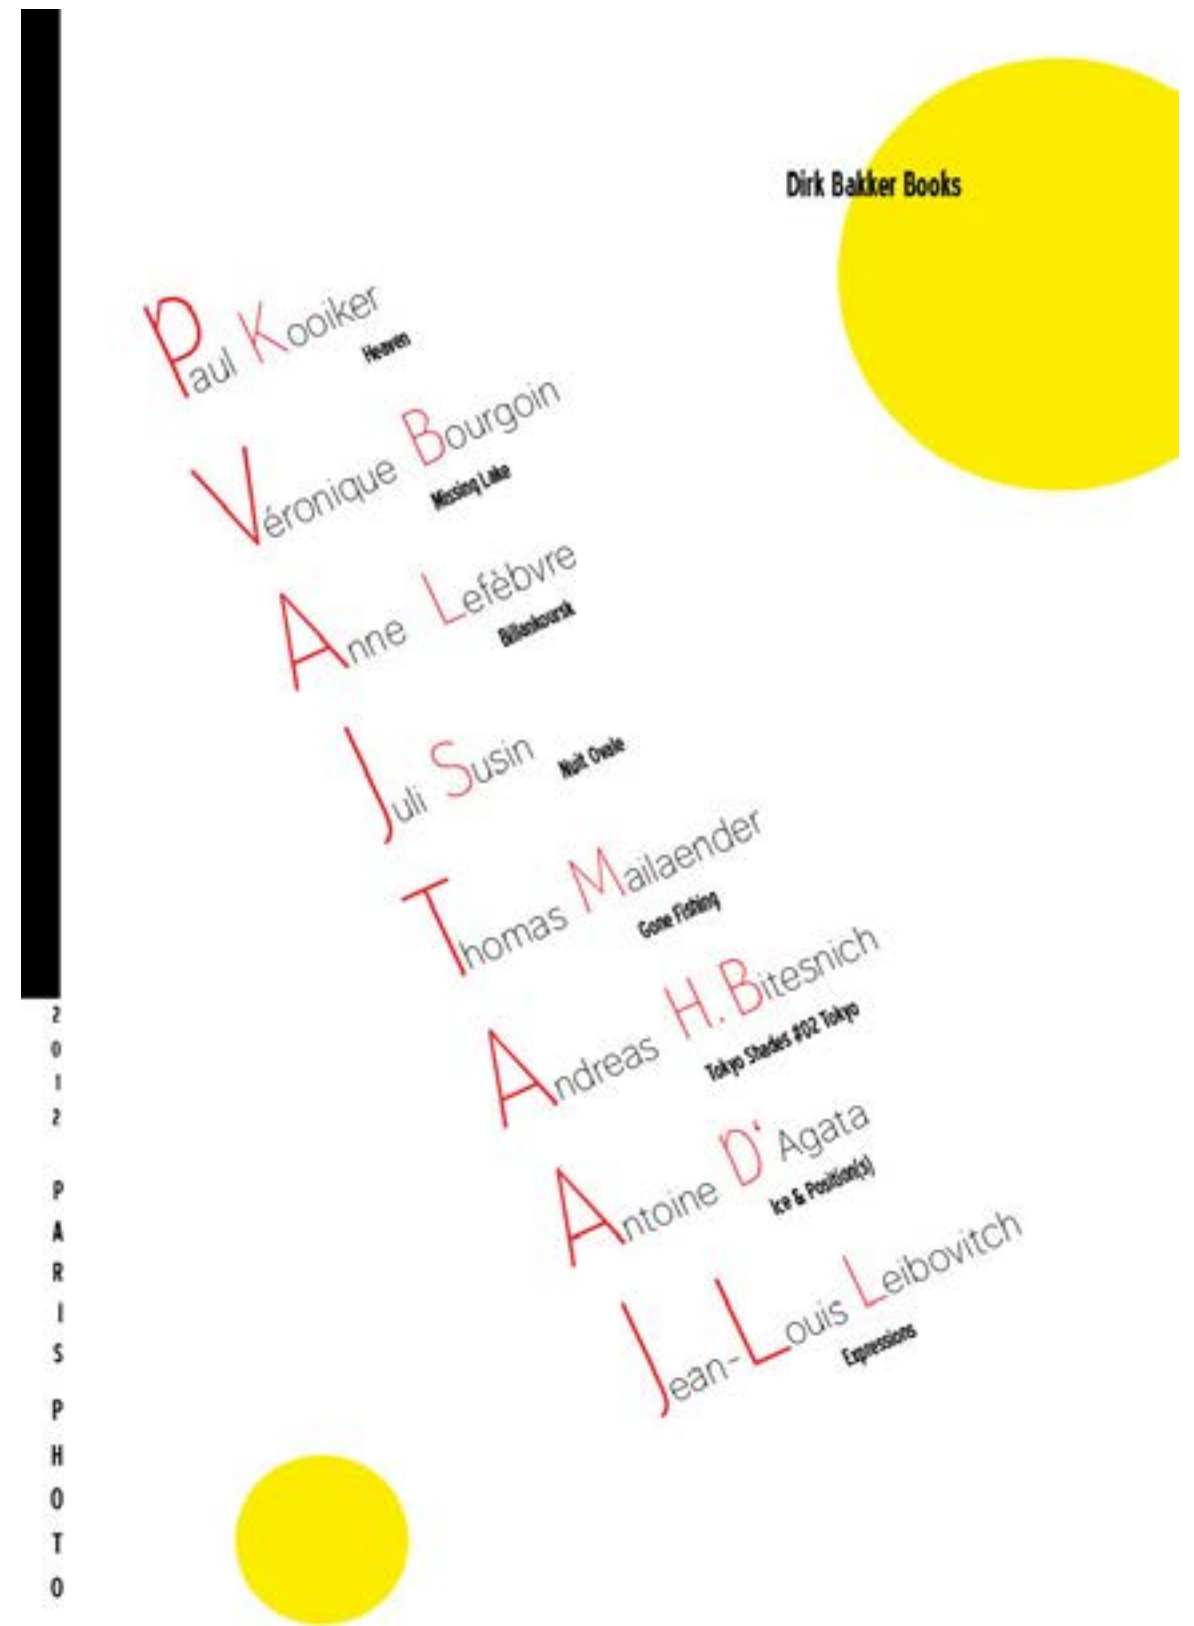 Dirk Bakker Books
Paul Kooiker
Heaven
Véronique Bourgoin
Missing Lake
Anne Lefèbvre
Billankoursk
Juli Susin
Nuit Ovale
Thomas Mailaender
Gone Fishing
Andreas H. Bitesnich
Tokyo Shades #02 Tokyo
Antoine D' Agata
Ice & Position(s)
Jean-Louis Leibovitch
Expressions
2012 PARIS PHOTO